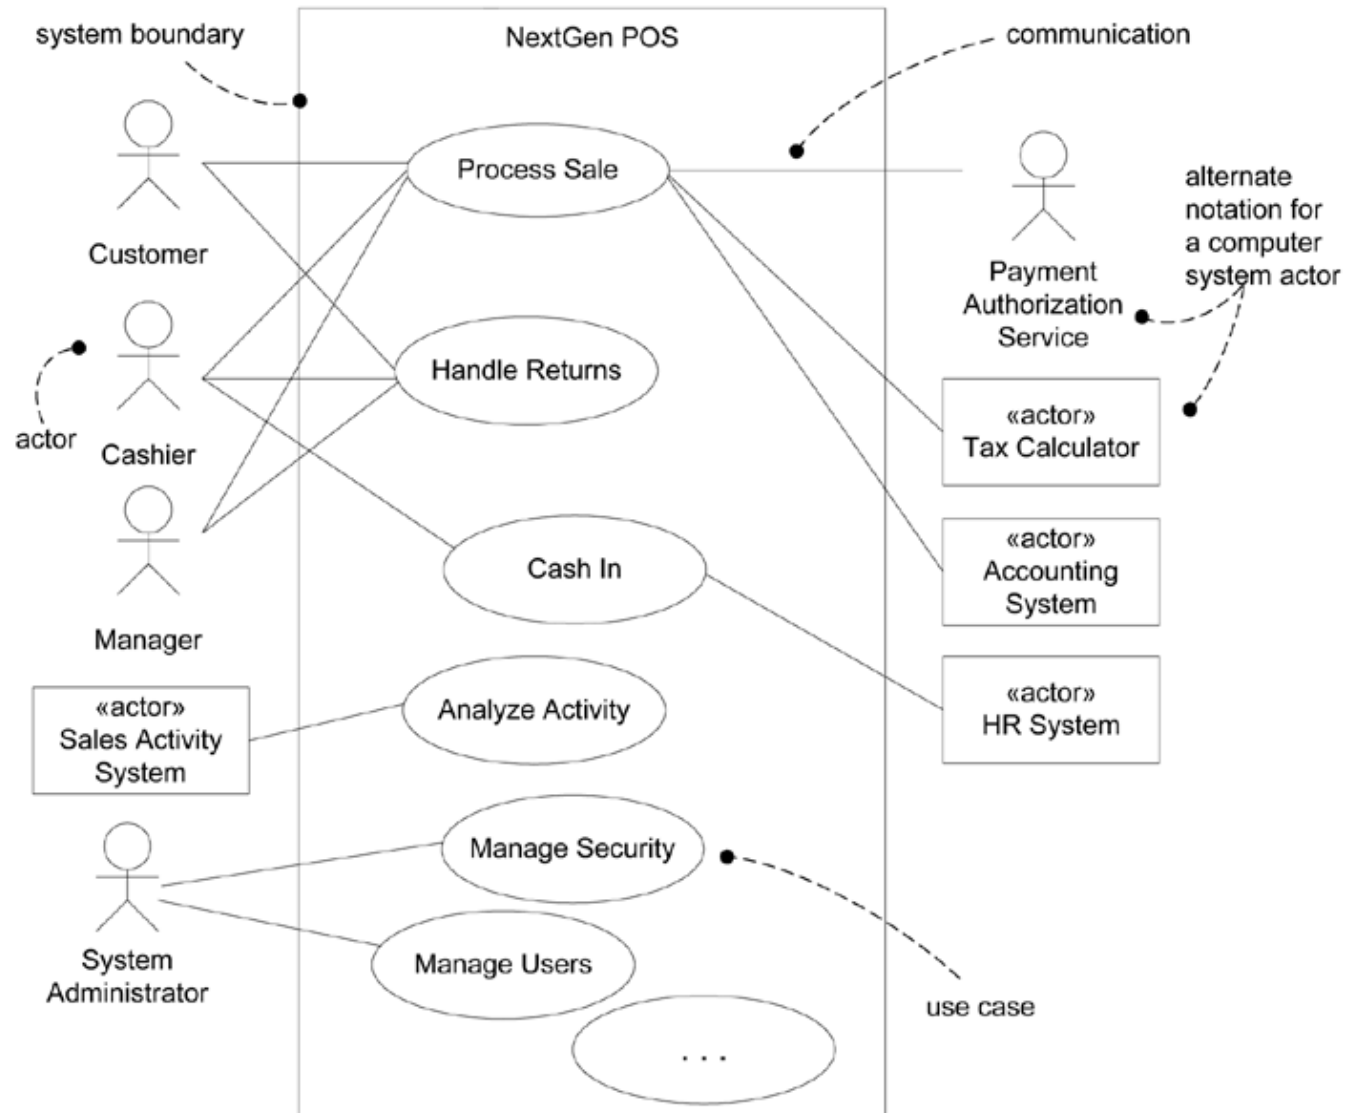 system boundary
NextGen POS
communication
Process Sale
alternate
notation for
a computer
system actor
Customer
Payment
Authorization
Service
Handle Returns
«actor»
Tax Calculator
actor
Cashier
«actor»
Accounting
System
Cash In
Manager
«actor»
Sales Activity
System
Analyze Activity
«actor»
HR System
Manage Security
System
Administrator
Manage Users
use case
. . .